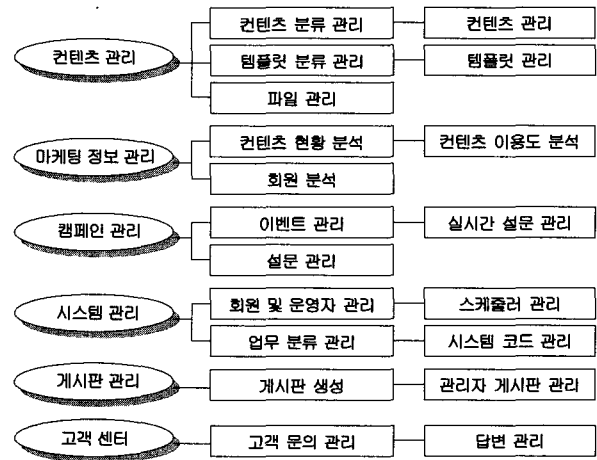 컨텐츠 분류 관리
컨텐츠 관리
컨텐츠 관리
템플릿 분류 관리
템플릿 관리
파일 관리
컨텐츠 현황 분석
컨텐츠 이용도 분석
마케팅 정보 관리
회원 분석
이벤트 관리
실시간 설문 관리
캠페인 관리
설문 관리
회원 및 운영자 관리
스케줄러 관리
시스템 관리
업무 분류 관리
시스템 코드 관리
게시판 관리
게시판 생성
관리자 게시판 관리
고객 센터
고객 문의 관리
답변 관리